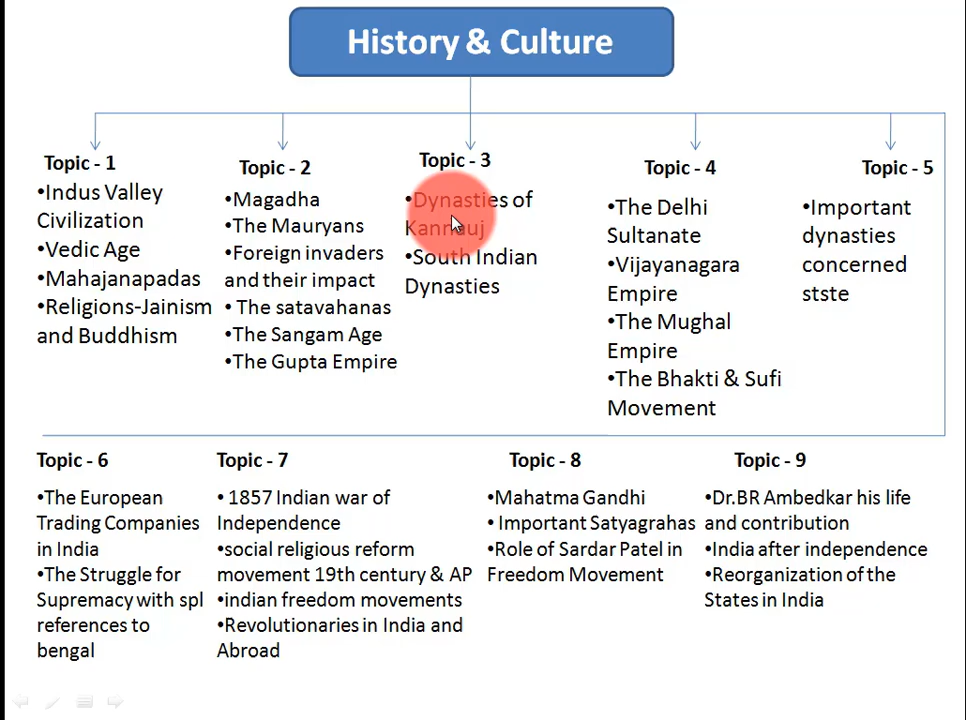 History & Culture
Topic - 1
•Indus Valley
Civilization
•Vedic Age
•Mahajanapadas
•Religions-Jainism
and Buddhism
Topic - 2
•Magadha
•The Mauryans
•Foreign invaders
and their impact
• The satavahanas
•The Sangam Age
•The Gupta Empire
Topic - 3
•Dynasties of
Kannauj
•South Indian
Dynasties
Topic - 4
•The Delhi
Sultanate
•Vijayanagara
Empire
•The Mughal
Empire
•The Bhakti & Sufi
Movement
Topic - 5
•Important
dynasties
concerned
stste
Topic - 6
•The European
Trading Companies
in India
•The Struggle for
Supremacy with spl
references to
bengal
Topic - 7
• 1857 Indian war of
Independence
•social religious reform
movement 19th century & AP
•indian freedom movements
•Revolutionaries in India and
Abroad
Topic - 8
•Mahatma Gandhi
• Important Satyagrahas
•Role of Sardar Patel in
Freedom Movement
Topic - 9
•Dr.BR Ambedkar his life
and contribution
•India after independence
•Reorganization of the
States in India